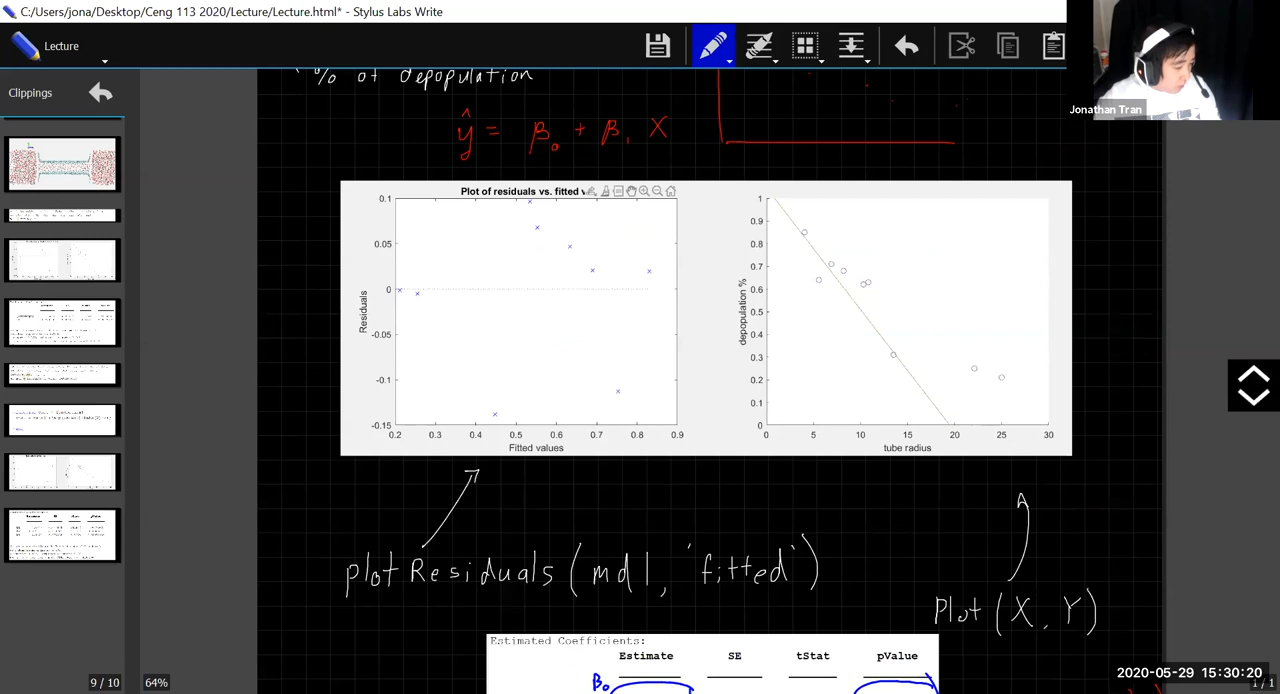 C:/Users/jona/Desktop/Ceng 113 2020/Lecture/Lecture.html* - Stylus Labs Write
Lecture
Clippings
Jonathan Tran
% of depopulation
ŷ = β₀ + β₁ X
Plot of residuals vs. fitted v
0.1
0.05
0
-0.05
-0.1
-0.15
Residuals
0.2 0.3 0.4 0.5 0.6 0.7 0.8 0.9
Fitted values
1
0.9
0.8
0.7
0.6
0.5
0.4
0.3
0.2
0.1
0
depopulation %
0 5 10 15 20 25 30
tube radius
plotResiduals(mdl, 'fitted')
Plot(X, Y)
Estimated Coefficients:
Estimate SE tStat pValue
β₀
2020-05-29 15:30:20
9 / 10 64% 1 / 1